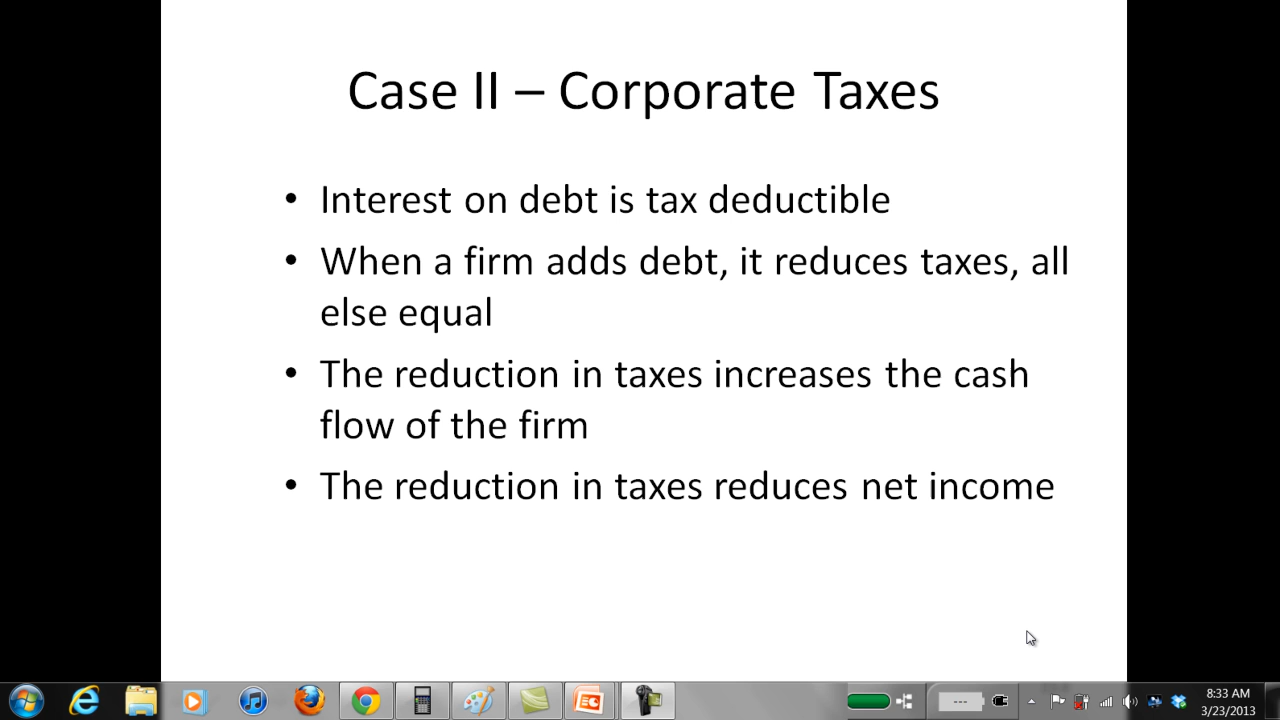 Case II – Corporate Taxes
• Interest on debt is tax deductible
• When a firm adds debt, it reduces taxes, all
else equal
• The reduction in taxes increases the cash
flow of the firm
• The reduction in taxes reduces net income
---
8:33 AM
3/23/2013